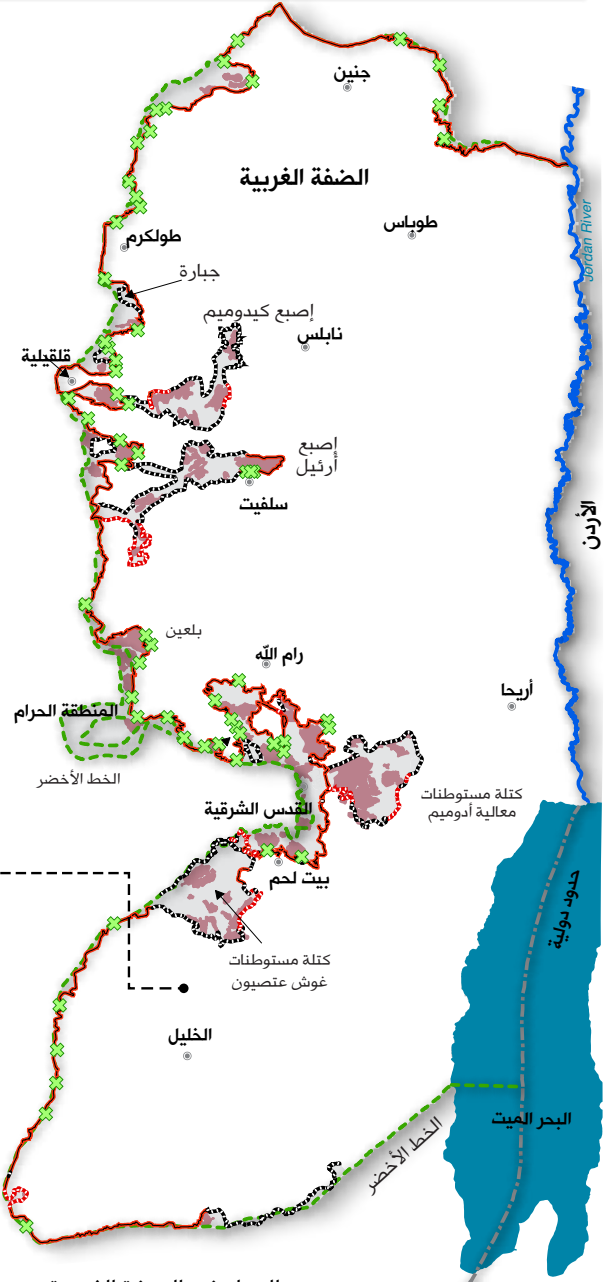 جنين
الضفة الغربية
طوباس
طولكرم
Jordan River
جبارة
إصبع كيدوميم
نابلس
قلقيلية
إصبع
أرئيل
سلفيت
الأردن
بلعين
رام الله
أريحا
المنطقة الحرام
الخط الأخضر
كتلة مستوطنات
معالية أدوميم
القدس الشرقية
بيت لحم
حدود دولية
كتلة مستوطنات
غوش عتصيون
الخليل
البحر الميت
الخط الأخضر